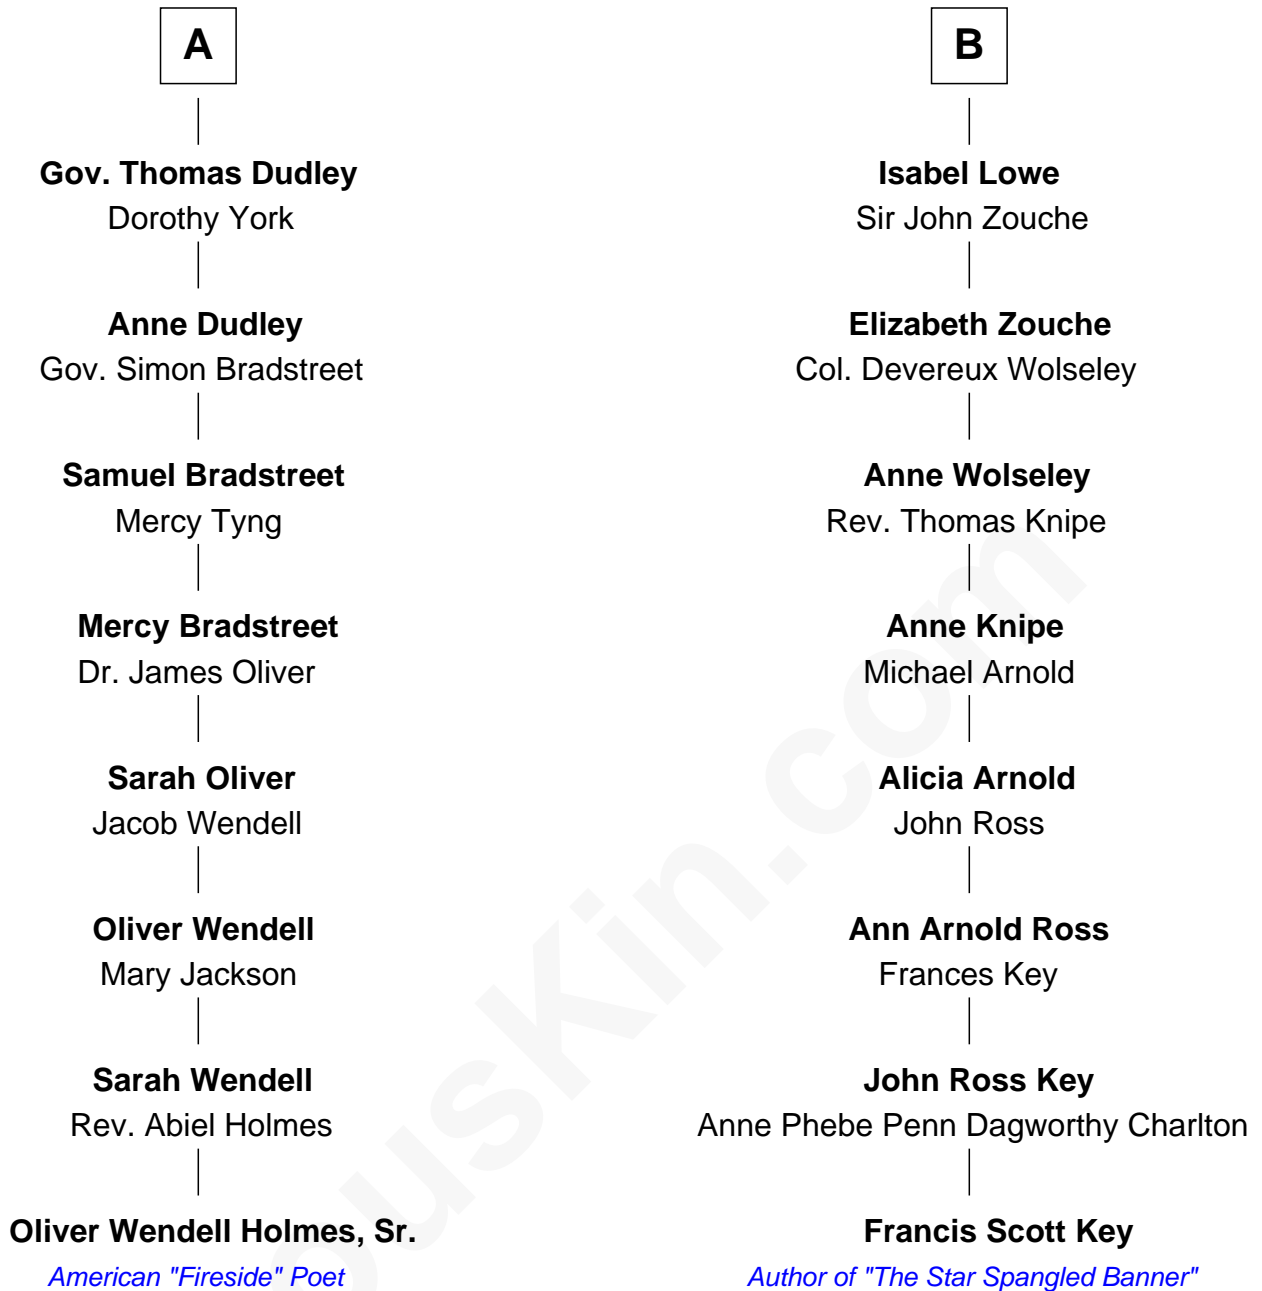 A
Gov. Thomas Dudley
Dorothy York
Anne Dudley
Gov. Simon Bradstreet
Samuel Bradstreet
Mercy Tyng
Mercy Bradstreet
Dr. James Oliver
Sarah Oliver
Jacob Wendell
Oliver Wendell
Mary Jackson
Sarah Wendell
Rev. Abiel Holmes
Oliver Wendell Holmes, Sr.
American "Fireside" Poet
B
Isabel Lowe
Sir John Zouche
Elizabeth Zouche
Col. Devereux Wolseley
Anne Wolseley
Rev. Thomas Knipe
Anne Knipe
Michael Arnold
Alicia Arnold
John Ross
Ann Arnold Ross
Frances Key
John Ross Key
Anne Phebe Penn Dagworthy Charlton
Francis Scott Key
Author of "The Star Spangled Banner"
ousKin.com